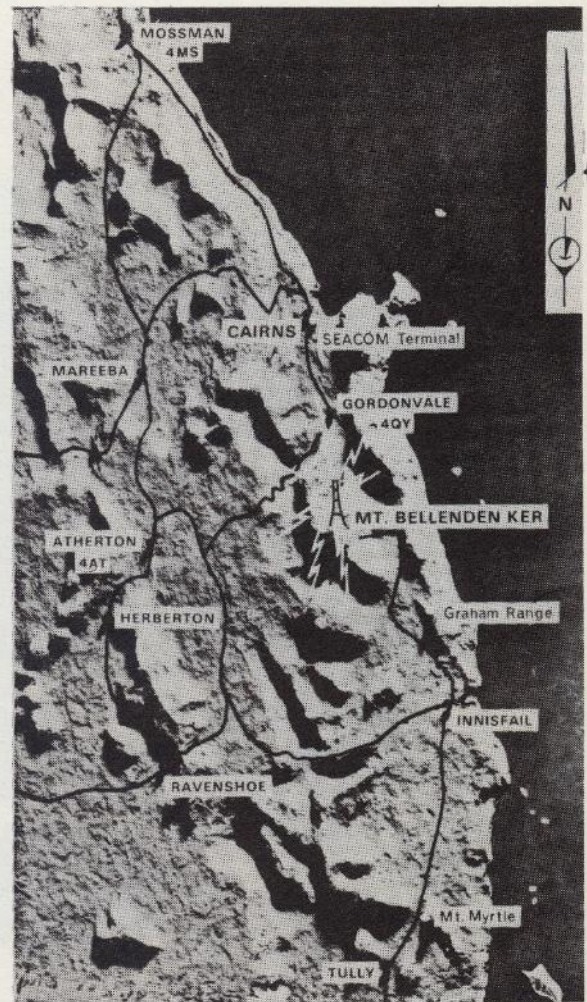 MOSSMAN
4MS
N
CAIRNS
SEACOM Terminal
MAREEBA
GORDONVALE
4QY
MT. BELLENDEN KER
ATHERTON
4AT
HERBERTON
Graham Range
INNISFAIL
RAVENSHOE
Mt. Myrtle
TULLY